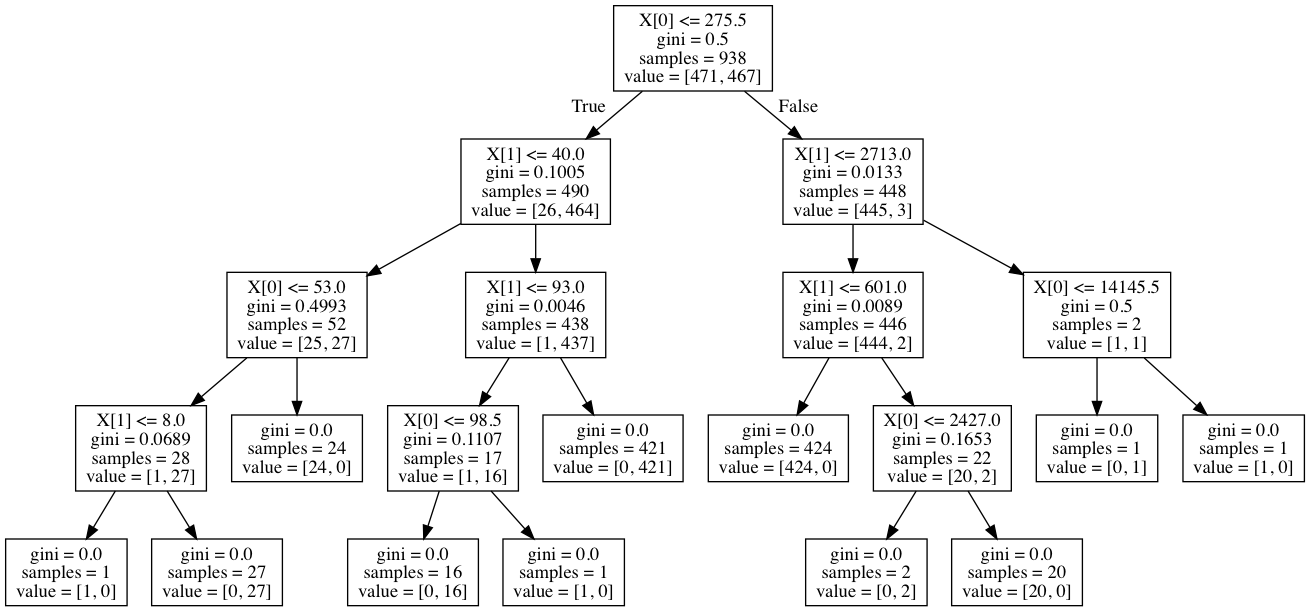 X[0] <= 275.5
gini = 0.5
samples = 938
value = [471, 467]
True
False
X[1] <= 40.0
gini = 0.1005
samples = 490
value = [26, 464]
X[1] <= 2713.0
gini = 0.0133
samples = 448
value = [445, 3]
X[0] <= 53.0
gini = 0.4993
samples = 52
value = [25, 27]
X[1] <= 93.0
gini = 0.0046
samples = 438
value = [1, 437]
X[1] <= 601.0
gini = 0.0089
samples = 446
value = [444, 2]
X[0] <= 14145.5
gini = 0.5
samples = 2
value = [1, 1]
X[1] <= 8.0
gini = 0.0689
samples = 28
value = [1, 27]
gini = 0.0
samples = 24
value = [24, 0]
X[0] <= 98.5
gini = 0.1107
samples = 17
value = [1, 16]
gini = 0.0
samples = 421
value = [0, 421]
gini = 0.0
samples = 424
value = [424, 0]
X[0] <= 2427.0
gini = 0.1653
samples = 22
value = [20, 2]
gini = 0.0
samples = 1
value = [0, 1]
gini = 0.0
samples = 1
value = [1, 0]
gini = 0.0
samples = 1
value = [1, 0]
gini = 0.0
samples = 27
value = [0, 27]
gini = 0.0
samples = 16
value = [0, 16]
gini = 0.0
samples = 1
value = [1, 0]
gini = 0.0
samples = 2
value = [0, 2]
gini = 0.0
samples = 20
value = [20, 0]